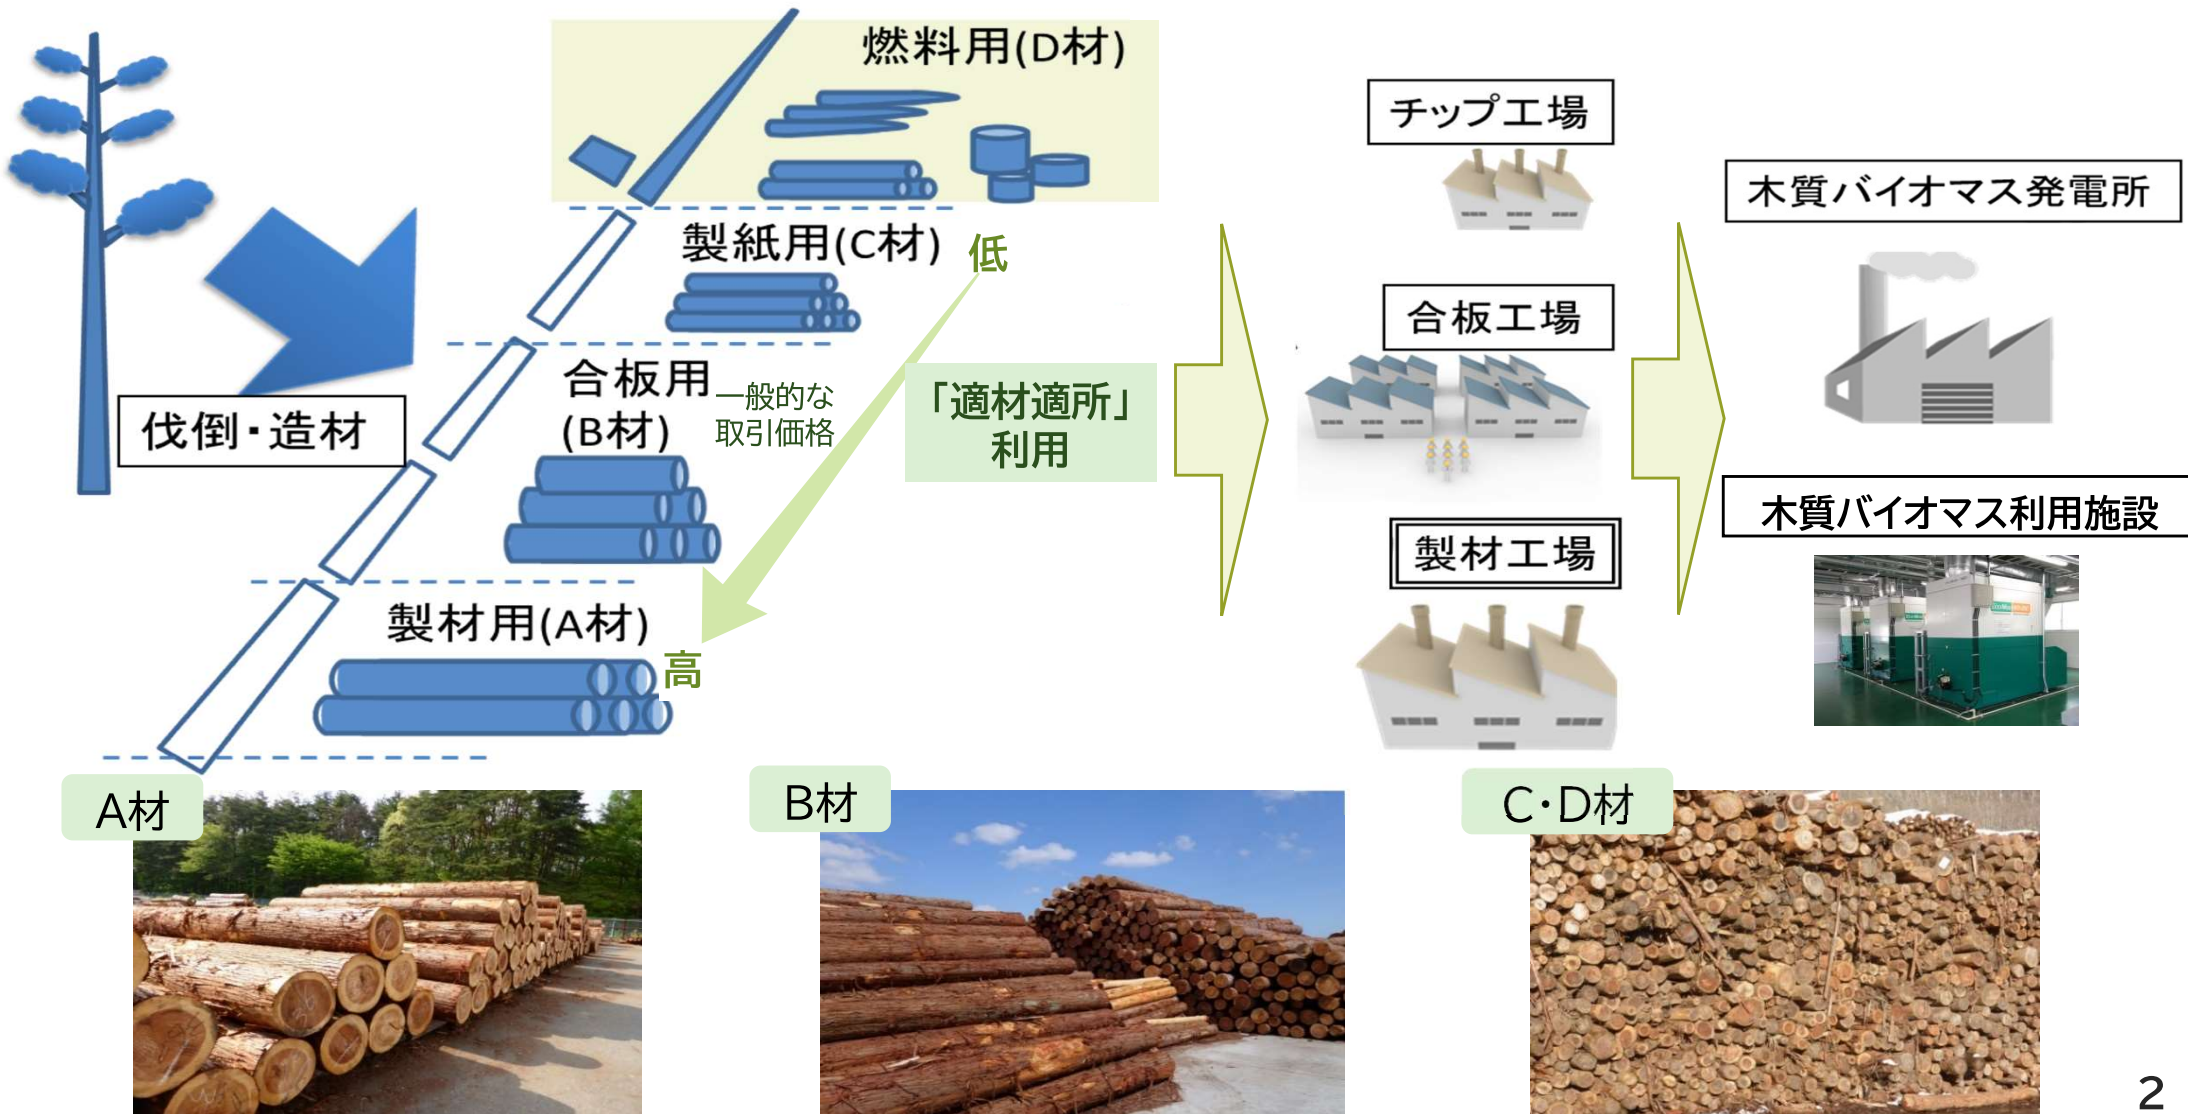 燃料用(D材)
製紙用(C材)
低
合板用
(B材)
一般的な
取引価格
「適材適所」
利用
伐倒・造材
製材用(A材)
高
チップ工場
合板工場
製材工場
木質バイオマス発電所
木質バイオマス利用施設
A材
B材
C・D材
2